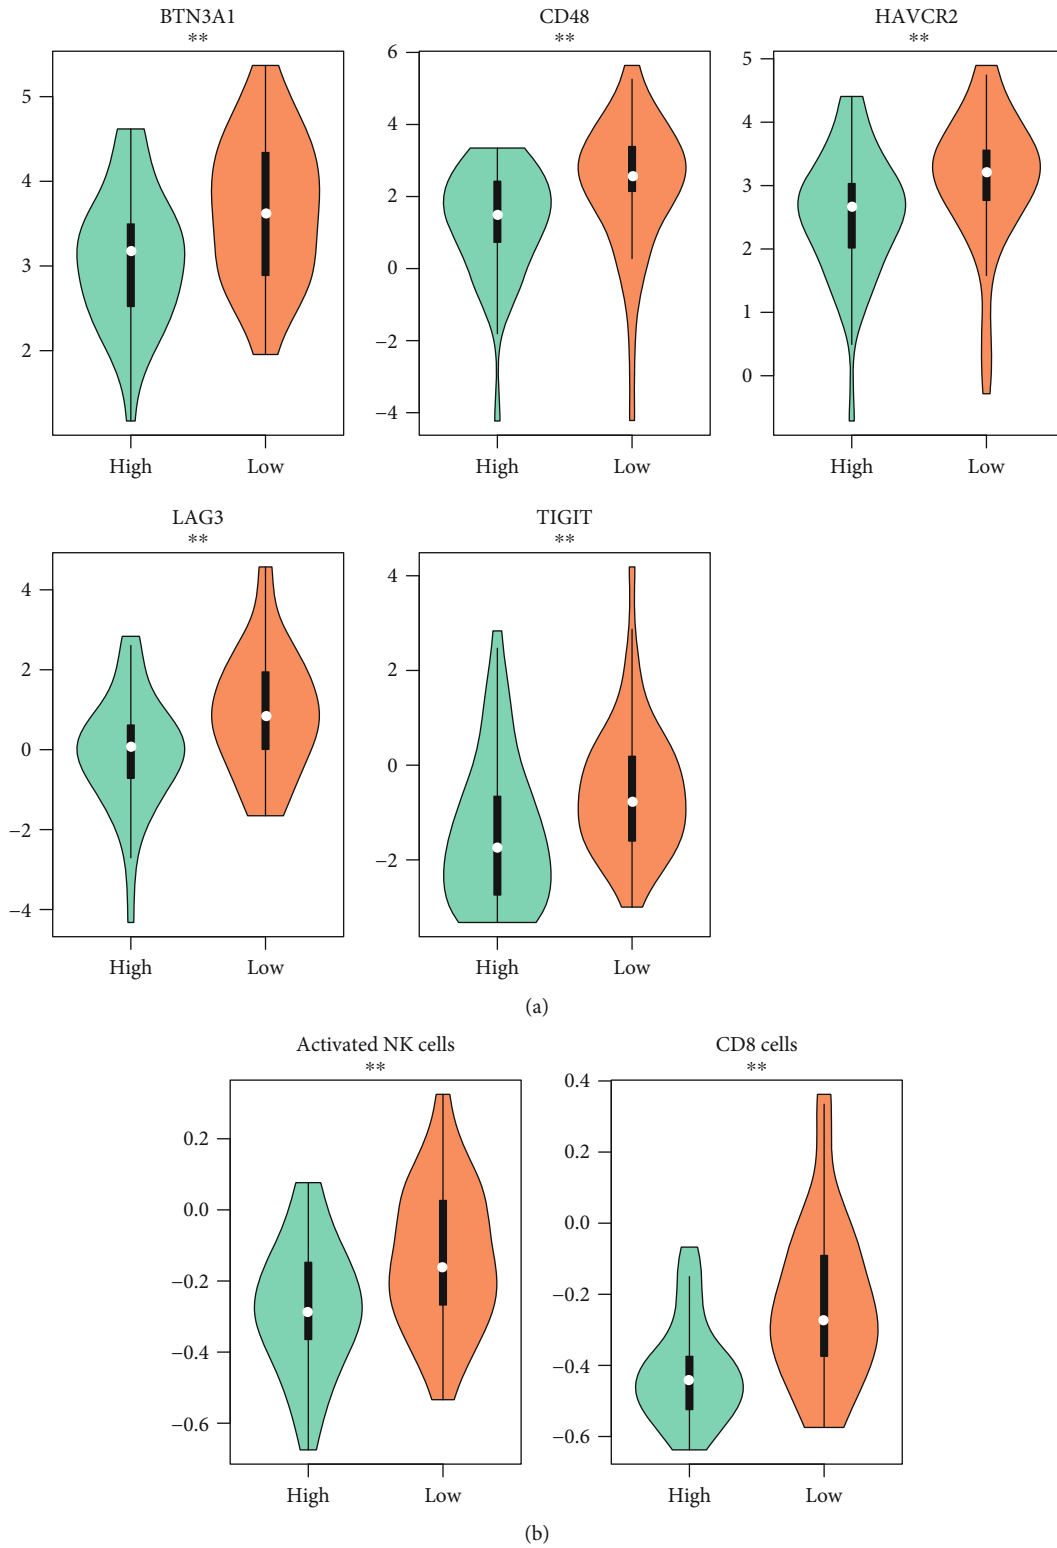 BTN3A1
**
5
4
3
2
High
Low
CD48
**
6
4
2
0
−2
−4
High
Low
HAVCR2
**
5
4
3
2
1
0
High
Low
LAG3
**
4
2
0
−2
−4
High
Low
TIGIT
**
4
2
0
−2
High
Low
(a)
Activated NK cells
**
0.2
0.0
−0.2
−0.4
−0.6
High
Low
CD8 cells
**
0.4
0.2
0.0
−0.2
−0.4
−0.6
High
Low
(b)